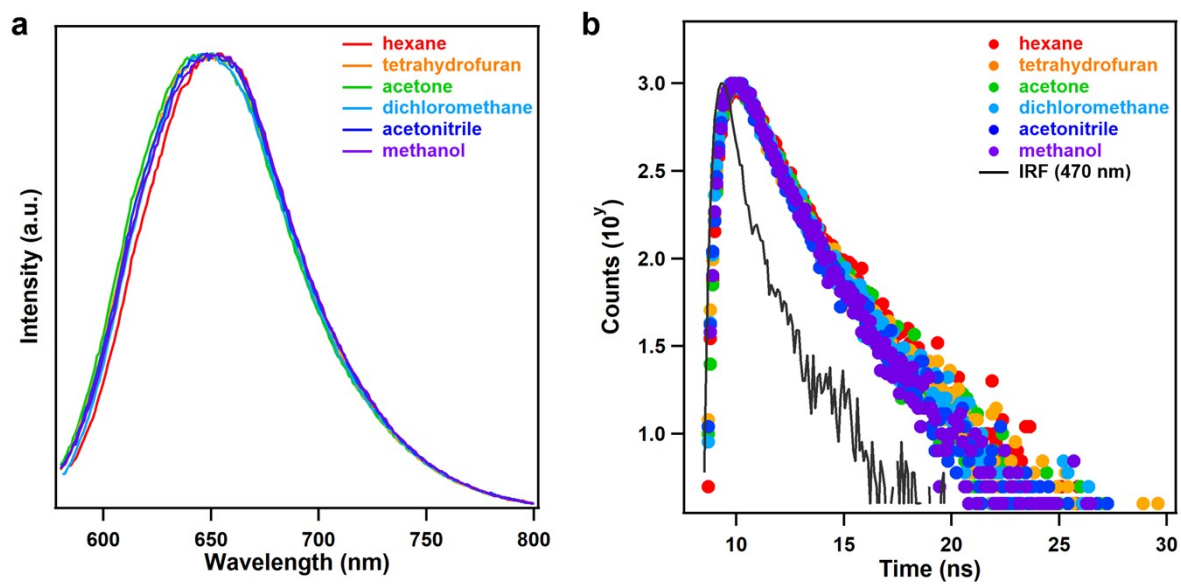 a
hexane
tetrahydrofuran
acetone
dichloromethane
acetonitrile
methanol
Intensity (a.u.)
600
650
700
750
800
Wavelength (nm)
b
hexane
tetrahydrofuran
acetone
dichloromethane
acetonitrile
methanol
IRF (470 nm)
3.0
2.5
2.0
1.5
1.0
Counts (10^y)
10
15
20
25
30
Time (ns)